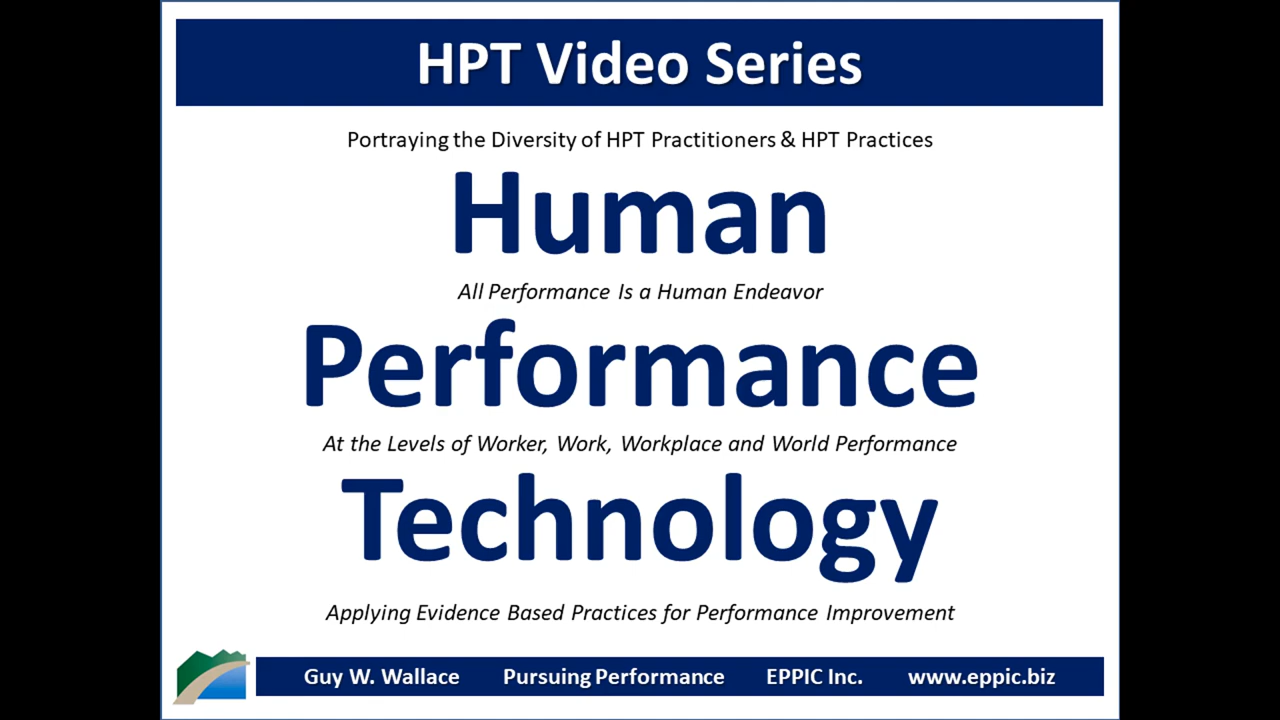 HPT Video Series
Portraying the Diversity of HPT Practitioners & HPT Practices
Human
All Performance Is a Human Endeavor
Performance
At the Levels of Worker, Work, Workplace and World Performance
Technology
Applying Evidence Based Practices for Performance Improvement
Guy W. Wallace Pursuing Performance EPPIC Inc. www.eppic.biz